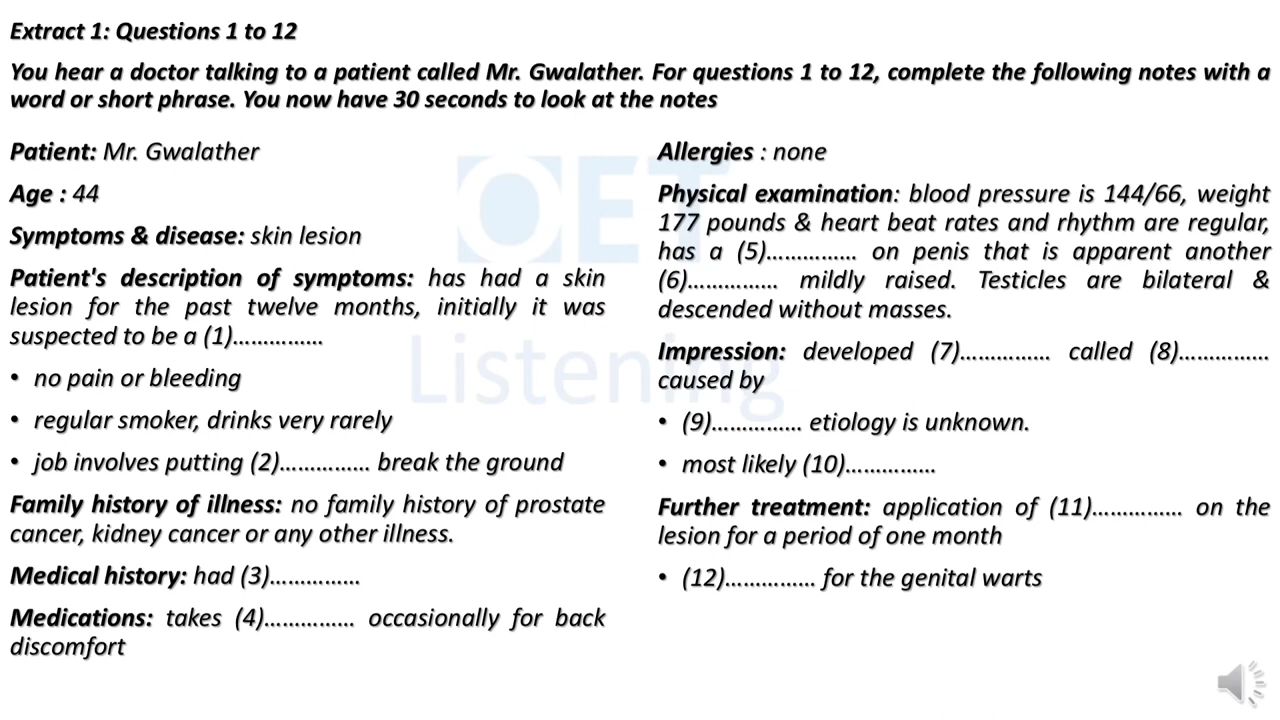 Extract 1: Questions 1 to 12
You hear a doctor talking to a patient called Mr. Gwalather. For questions 1 to 12, complete the following notes with a
word or short phrase. You now have 30 seconds to look at the notes
Patient: Mr. Gwalather
Age : 44
Symptoms & disease: skin lesion
Patient's description of symptoms: has had a skin
lesion for the past twelve months, initially it was
suspected to be a (1)……………
• no pain or bleeding
• regular smoker, drinks very rarely
• job involves putting (2)…………… break the ground
Family history of illness: no family history of prostate
cancer, kidney cancer or any other illness.
Medical history: had (3)……………
Medications: takes (4)…………… occasionally for back
discomfort
Allergies : none
Physical examination: blood pressure is 144/66, weight
177 pounds & heart beat rates and rhythm are regular,
has a (5)…………… on penis that is apparent another
(6)…………… mildly raised. Testicles are bilateral &
descended without masses.
Impression: developed (7)…………… called (8)……………
caused by
• (9)…………… etiology is unknown.
• most likely (10)……………
Further treatment: application of (11)…………… on the
lesion for a period of one month
• (12)…………… for the genital warts
OET
Listening